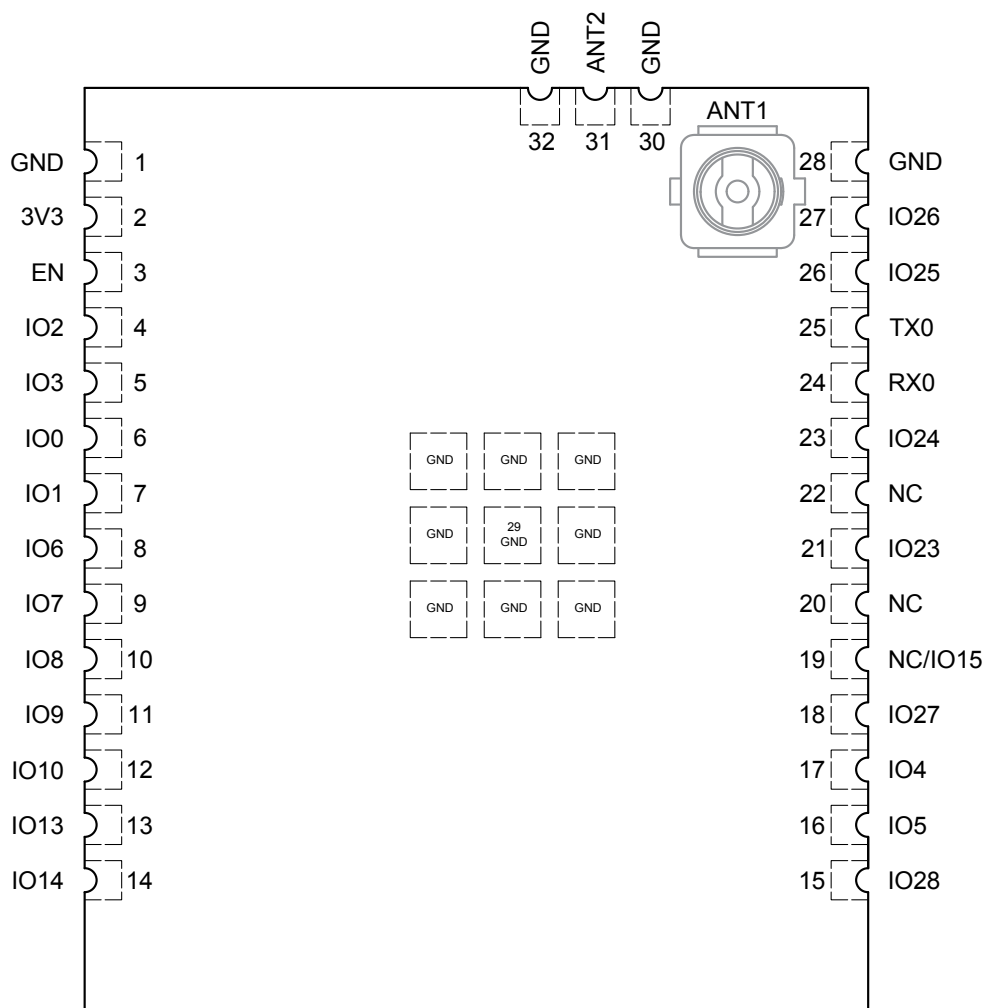 GND ANT2 GND
32 31 30
ANT1
GND 1 28 GND
3V3 2 27 IO26
EN 3 26 IO25
IO2 4 25 TX0
IO3 5 24 RX0
IO0 6 23 IO24
GND GND GND
IO1 7 22 NC
IO6 8 21 IO23
GND 29 GND GND
IO7 9 20 NC
GND GND GND
IO8 10 19 NC/IO15
IO9 11 18 IO27
IO10 12 17 IO4
IO13 13 16 IO5
IO14 14 15 IO28